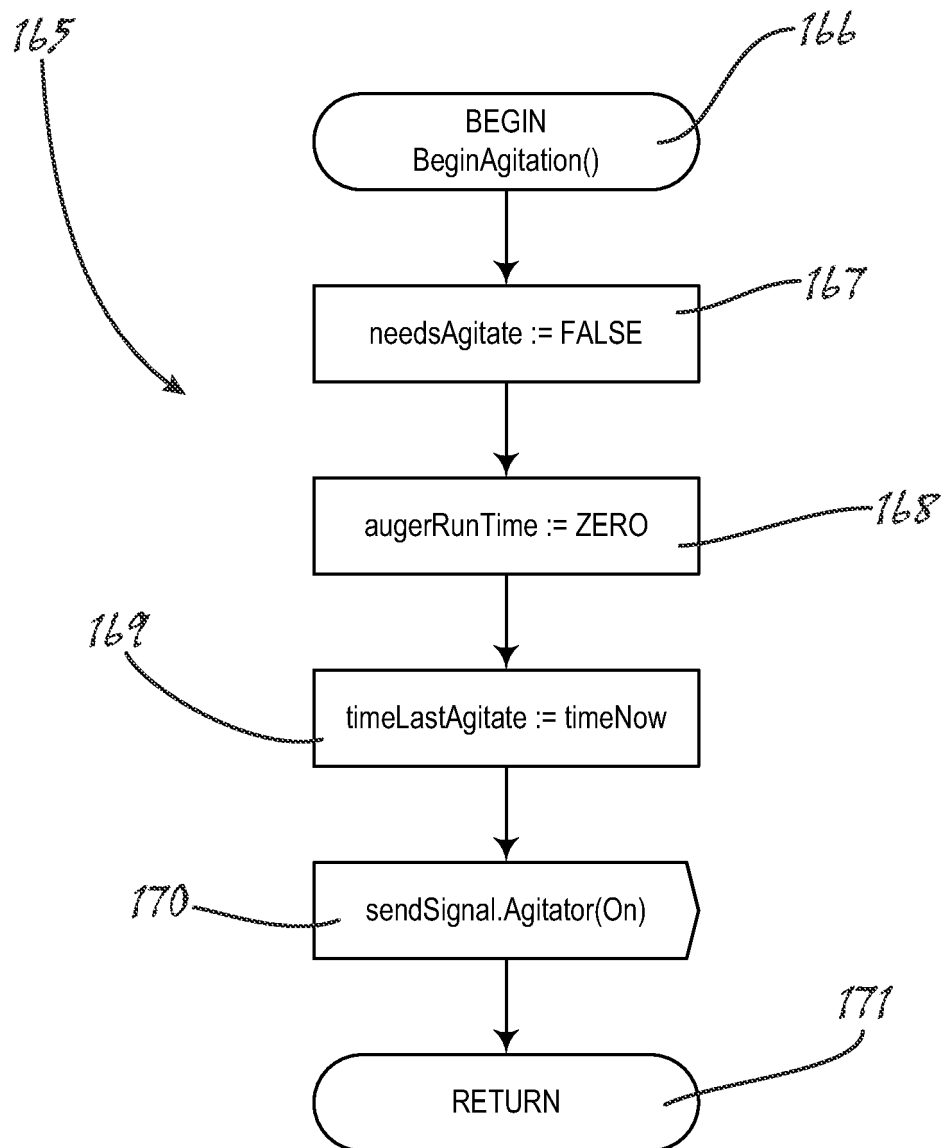 165
166
BEGIN
BeginAgitation()
167
needsAgitate := FALSE
168
augerRunTime := ZERO
169
timeLastAgitate := timeNow
170
sendSignal.Agitator(On)
171
RETURN